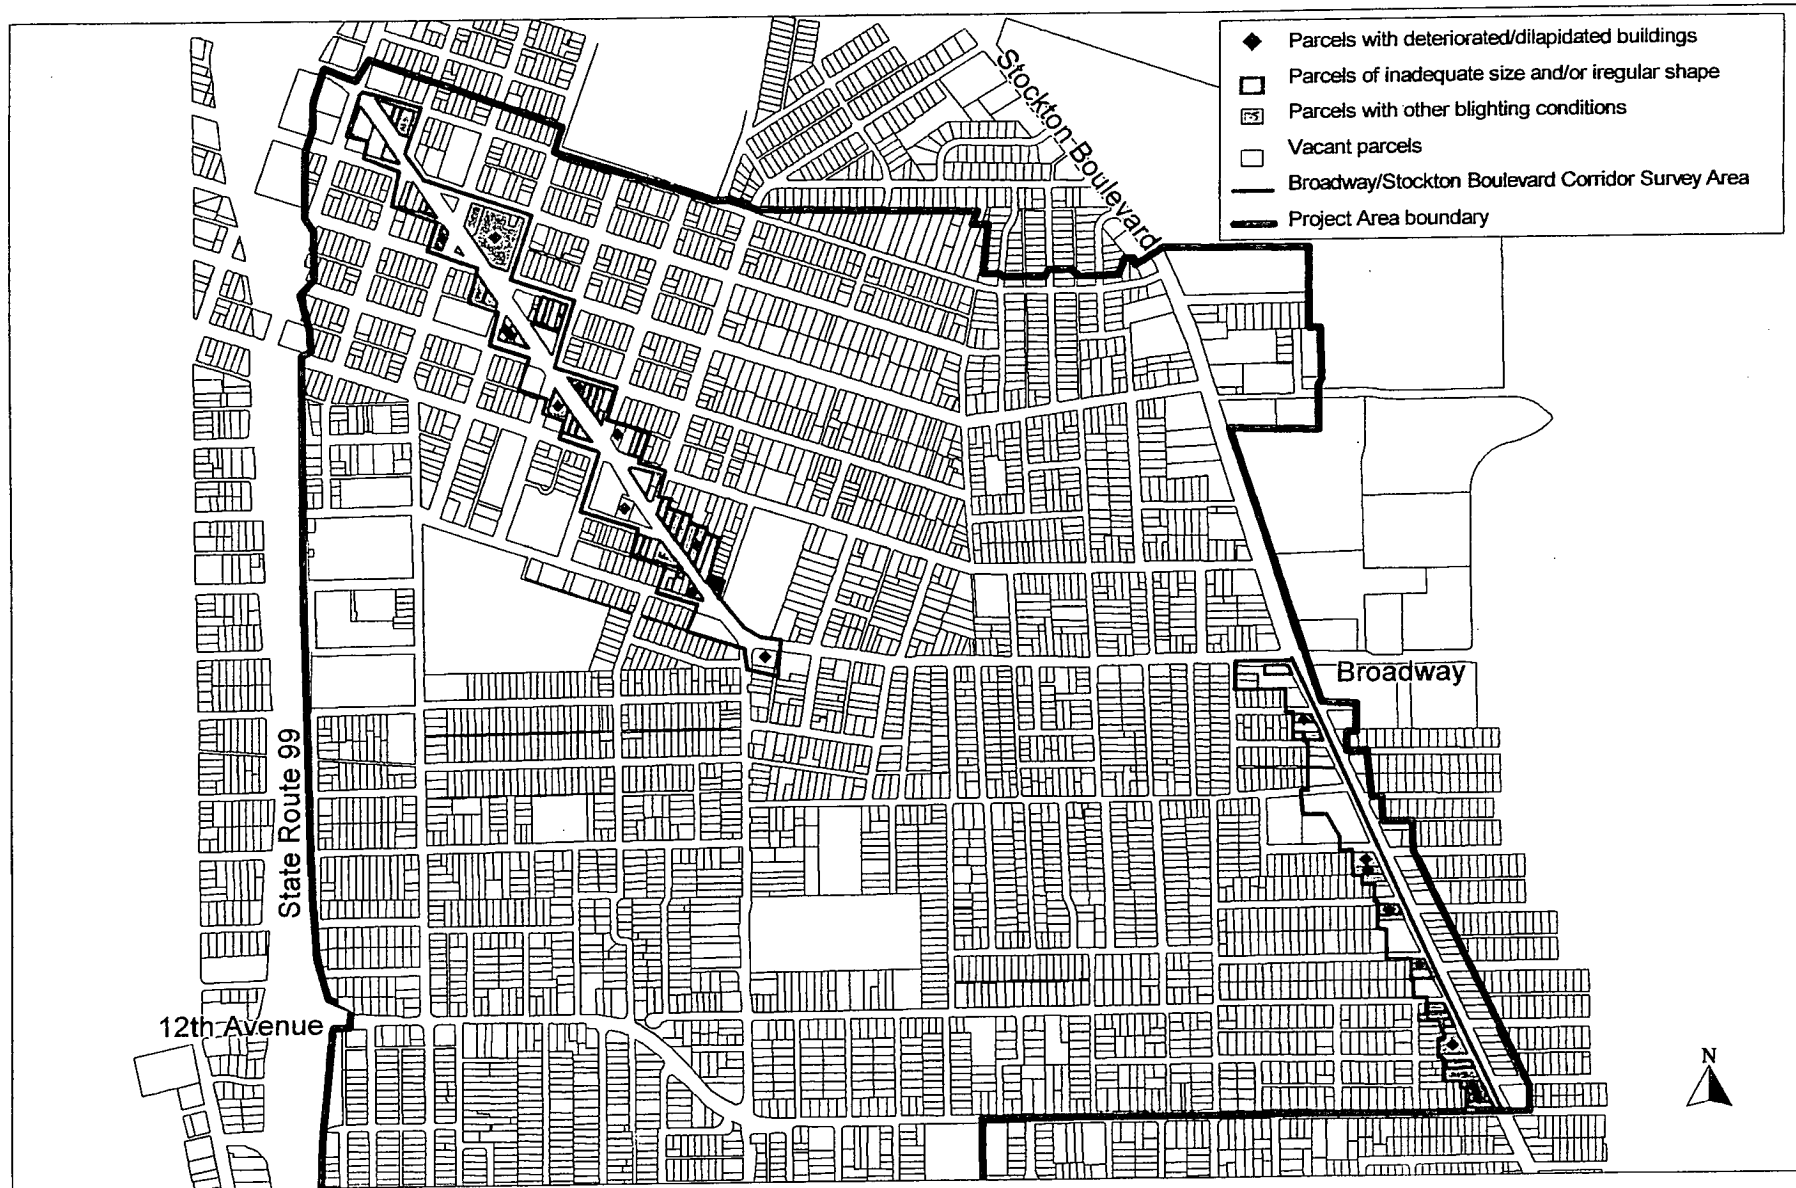 Parcels with deteriorated/dilapidated buildings
Parcels of inadequate size and/or iregular shape
Parcels with other blighting conditions
Vacant parcels
Broadway/Stockton Boulevard Corridor Survey Area
Project Area boundary
Stockton Boulevard
Broadway
State Route 99
12th Avenue
N